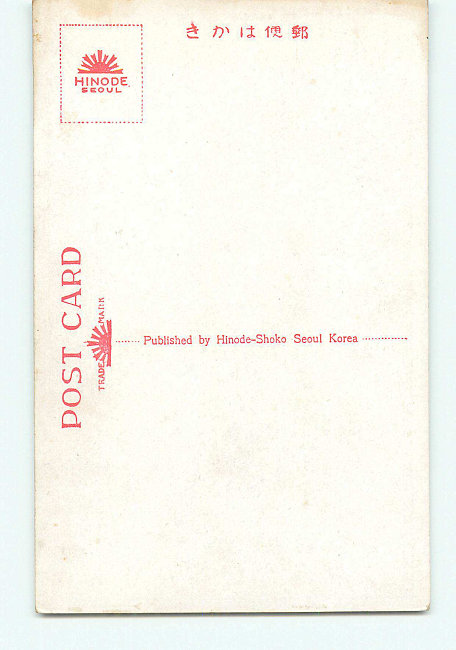 郵便はかき
HINODE
SEOUL
POST CARD
TRADE MARK
Published by Hinode-Shoko Seoul Korea